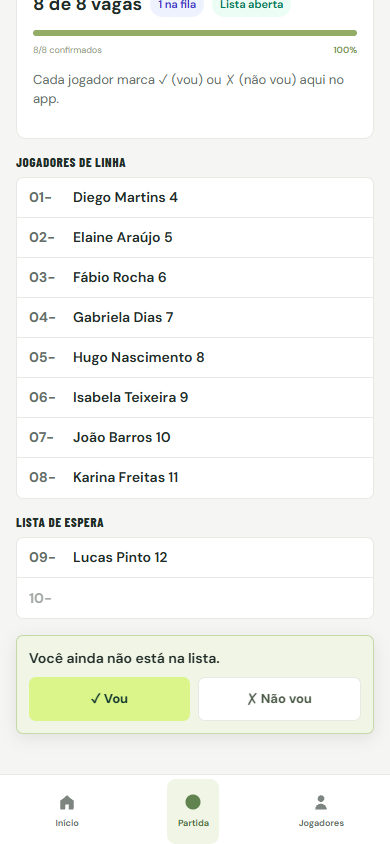 8 de 8 vagas 1 na fila Lista aberta
8/8 confirmados 100%
Cada jogador marca ✓ (vou) ou ✗ (não vou) aqui no
app.
JOGADORES DE LINHA
01- Diego Martins 4
02- Elaine Araújo 5
03- Fábio Rocha 6
04- Gabriela Dias 7
05- Hugo Nascimento 8
06- Isabela Teixeira 9
07- João Barros 10
08- Karina Freitas 11
LISTA DE ESPERA
09- Lucas Pinto 12
10-
Você ainda não está na lista.
✓ Vou ✗ Não vou
Início Partida Jogadores